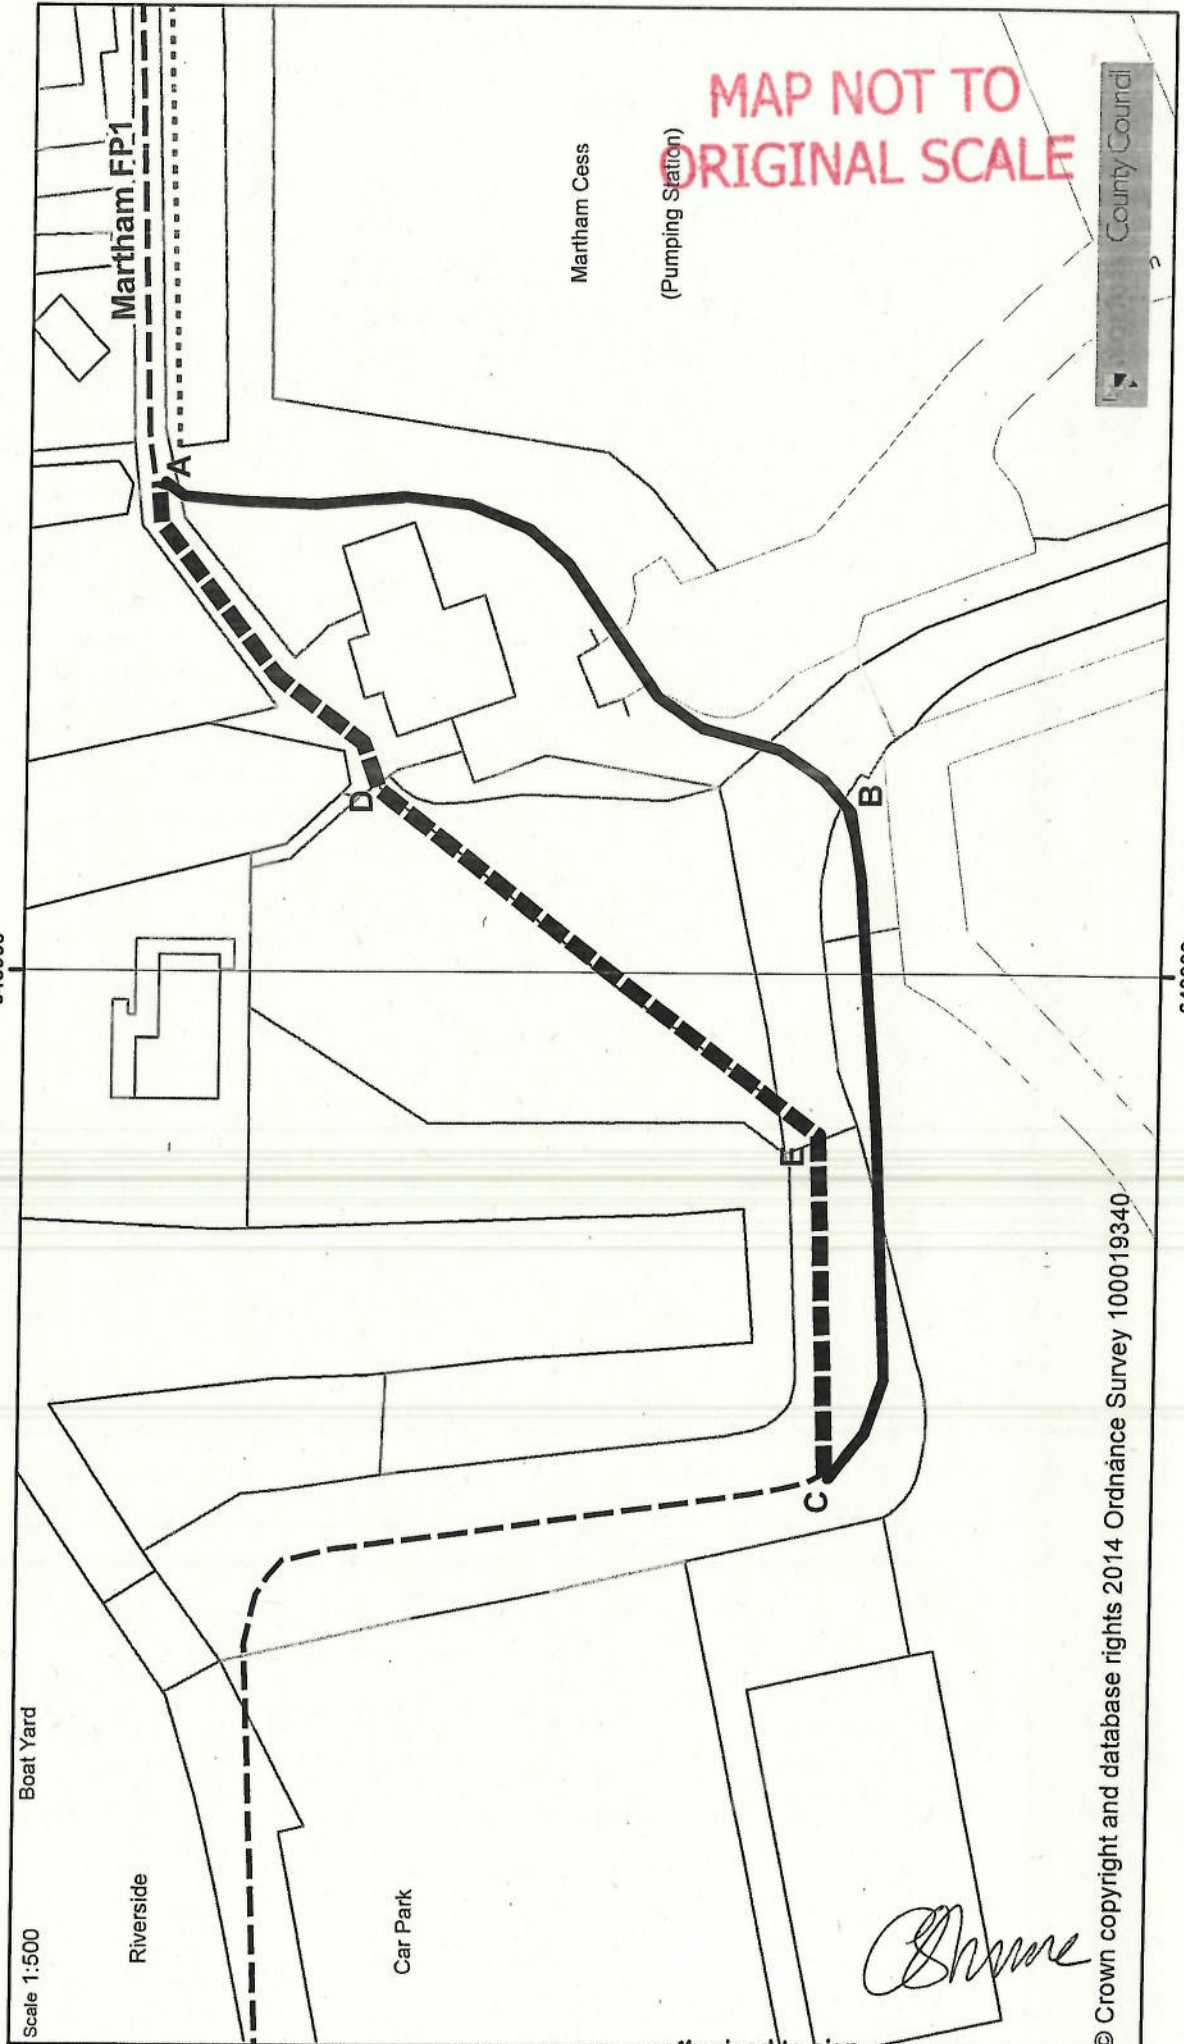 Scale 1:500
Boat Yard
Riverside
Car Park
Martham FP1
Martham Cess
(Pumping Station)
MAP NOT TO
ORIGINAL SCALE
A
B
C
D
E
County Council
© Crown copyright and database rights 2014 Ordnance Survey 100019340